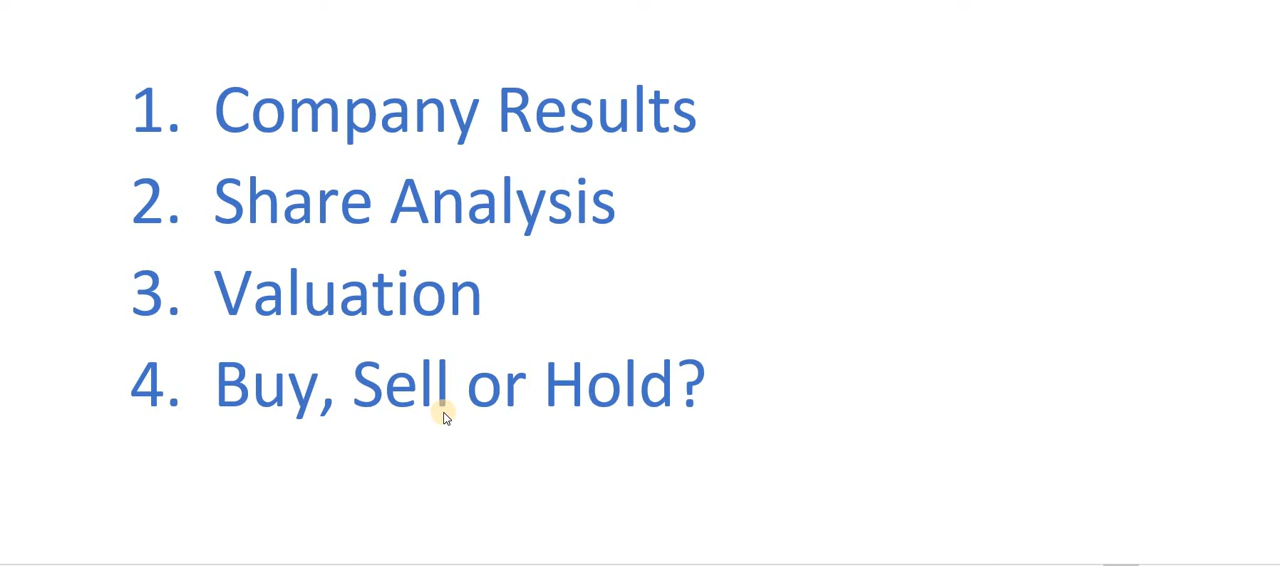 1. Company Results
2. Share Analysis
3. Valuation
4. Buy, Sell or Hold?